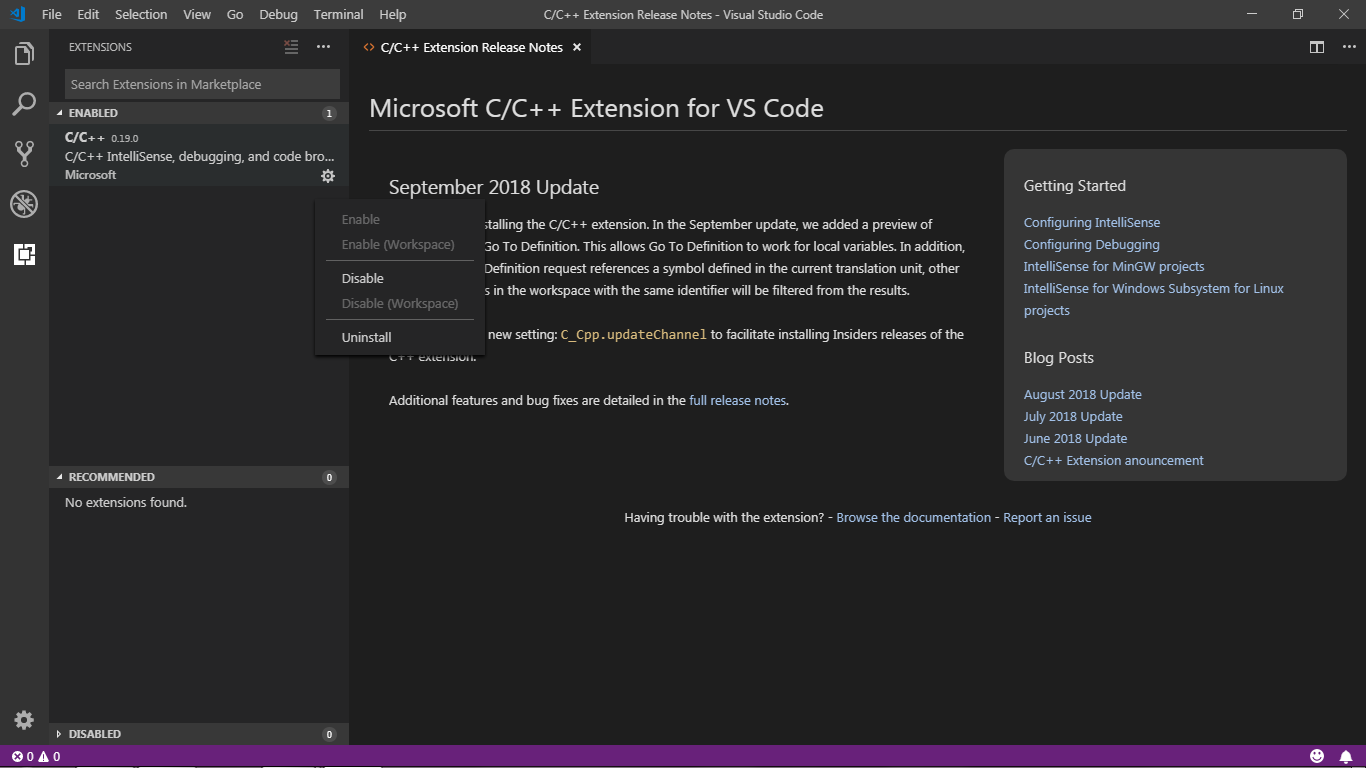 File Edit Selection View Go Debug Terminal Help
C/C++ Extension Release Notes - Visual Studio Code
EXTENSIONS
Search Extensions in Marketplace
ENABLED 1
C/C++ 0.19.0
C/C++ IntelliSense, debugging, and code bro...
Microsoft
Enable
Enable (Workspace)
Disable
Disable (Workspace)
Uninstall
RECOMMENDED 0
No extensions found.
DISABLED 0
C/C++ Extension Release Notes
Microsoft C/C++ Extension for VS Code
September 2018 Update
the C/C++ extension. In the September update, we added a preview of
Go To Definition. This allows Go To Definition to work for local variables. In addition,
Definition request references a symbol defined in the current translation unit, other
in the workspace with the same identifier will be filtered from the results.
new setting: C_Cpp.updateChannel to facilitate installing Insiders releases of the
C++ extension.
Additional features and bug fixes are detailed in the full release notes.
Getting Started
Configuring IntelliSense
Configuring Debugging
IntelliSense for MinGW projects
IntelliSense for Windows Subsystem for Linux
projects
Blog Posts
August 2018 Update
July 2018 Update
June 2018 Update
C/C++ Extension anouncement
Having trouble with the extension? - Browse the documentation - Report an issue
0 0